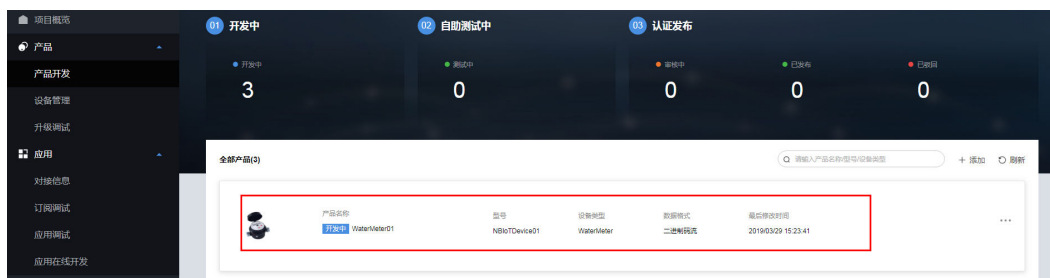 项目概览
产品
产品开发
设备管理
升级调试
应用
对接信息
订阅调试
应用调试
应用在线开发
01 开发中
02 自助测试中
03 认证发布
开发中
测试中
审核中
已发布
已驳回
3
0
0
0
0
全部产品(3)
请输入产品名称/型号/设备类型
+ 添加
刷新
产品名称
型号
设备类型
数据格式
最后修改时间
开发中 WaterMeter01
NBIoTDevice01
WaterMeter
二进制码流
2019/03/29 15:23:41